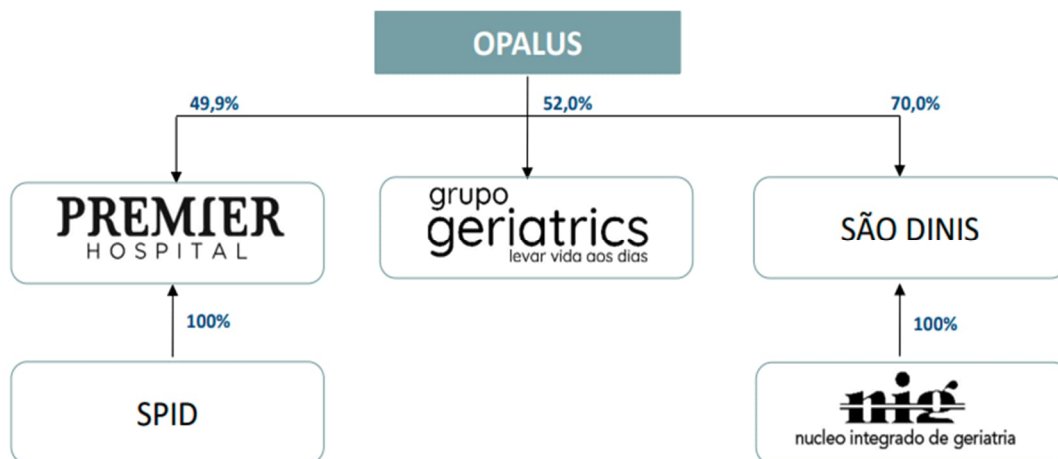 OPALUS
49,9%
52,0%
70,0%
PREMIER
HOSPITAL
grupo
geriatrics
levar vida aos dias
SÃO DINIS
100%
100%
SPID
nig
nucleo integrado de geriatria